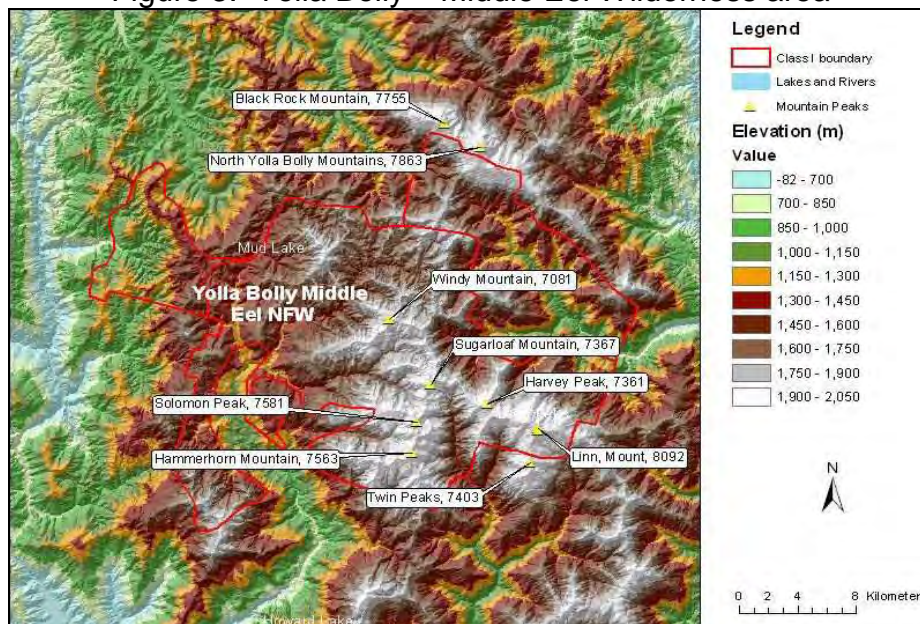 Figure 3. Yolla Bolly – Middle Eel Wilderness area
Black Rock Mountain, 7755
North Yolla Bolly Mountains, 7863
Mud Lake
Windy Mountain, 7081
Yolla Bolly Middle
Eel NFW
Sugarloaf Mountain, 7367
Harvey Peak, 7361
Solomon Peak, 7581
Hammerhorn Mountain, 7563
Linn, Mount, 8092
Twin Peaks, 7403
Howard Lake
Legend
Class I boundary
Lakes and Rivers
Mountain Peaks
Elevation (m)
Value
-82 - 700
700 - 850
850 - 1,000
1,000 - 1,150
1,150 - 1,300
1,300 - 1,450
1,450 - 1,600
1,600 - 1,750
1,750 - 1,900
1,900 - 2,050
N
0 2 4 8 Kilometer